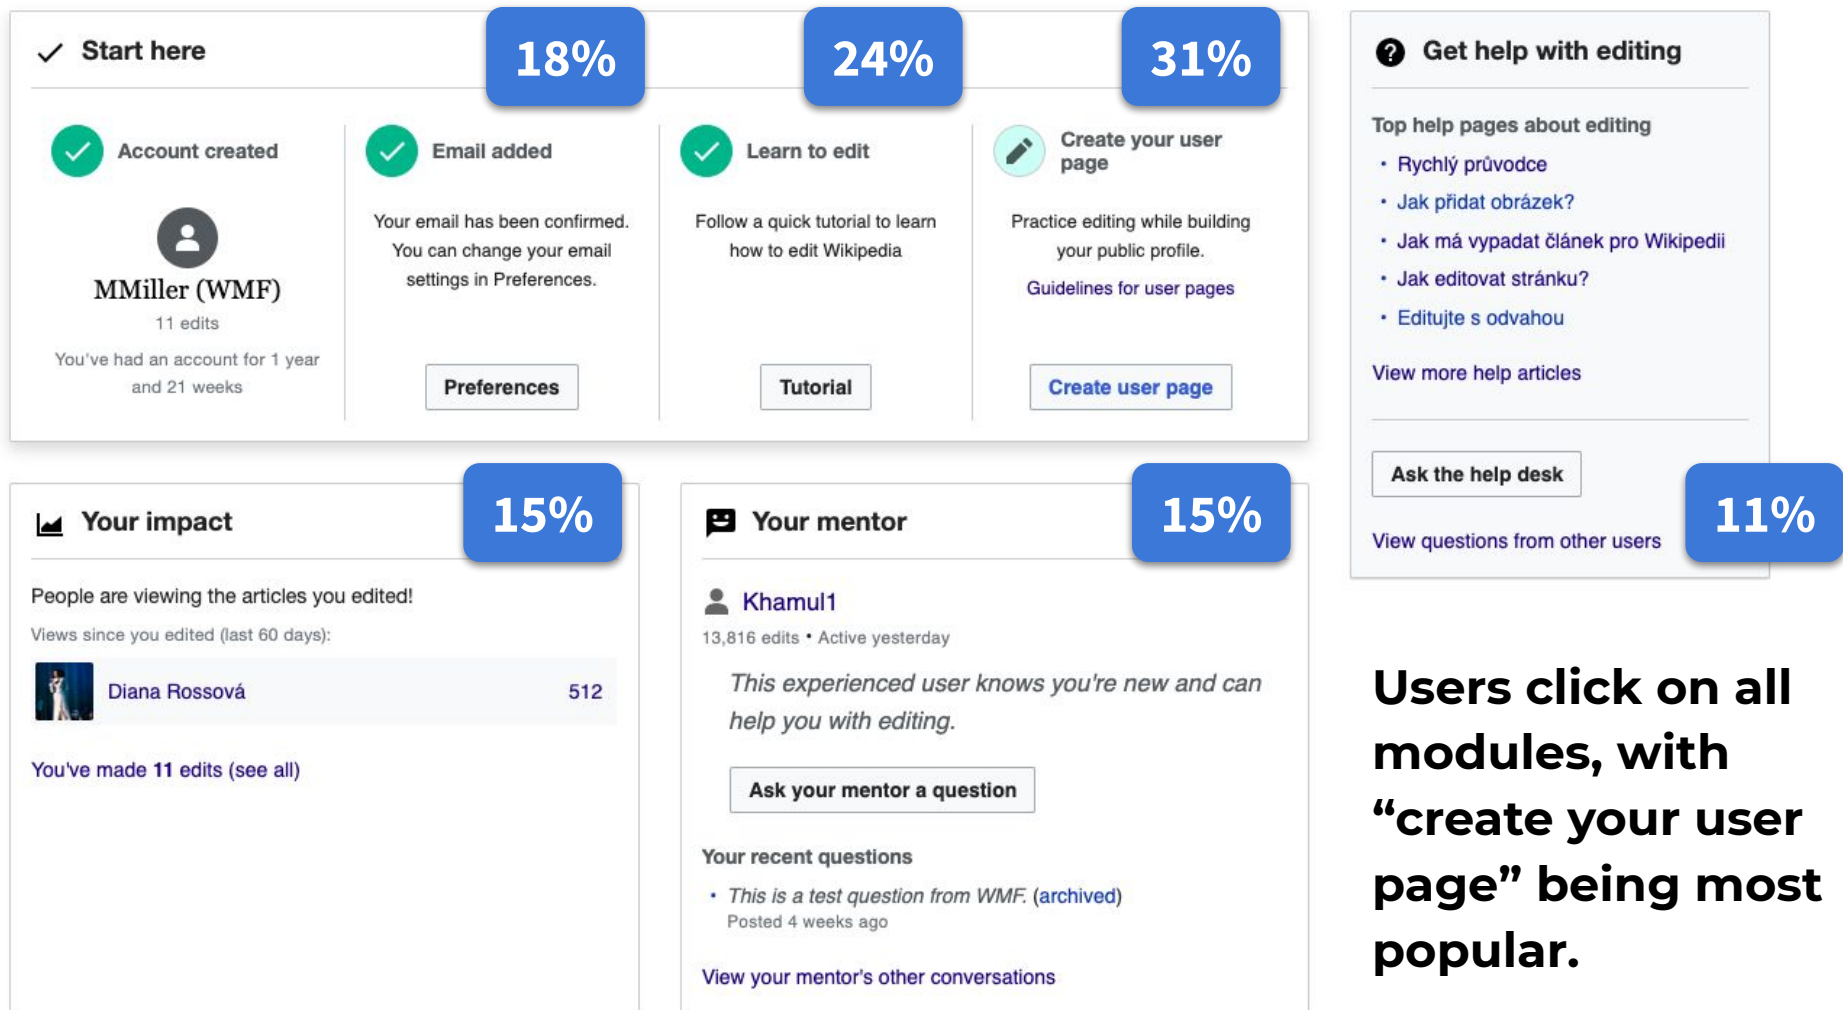 Start here
18%
24%
31%
Account created
MMiller (WMF)
11 edits
You've had an account for 1 year
and 21 weeks
Email added
Your email has been confirmed.
You can change your email
settings in Preferences.
Preferences
Learn to edit
Follow a quick tutorial to learn
how to edit Wikipedia
Tutorial
Create your user
page
Practice editing while building
your public profile.
Guidelines for user pages
Create user page
Get help with editing
Top help pages about editing
• Rychlý průvodce
• Jak přidat obrázek?
• Jak má vypadat článek pro Wikipedii
• Jak editovat stránku?
• Editujte s odvahou
View more help articles
Ask the help desk
11%
View questions from other users
Your impact
15%
People are viewing the articles you edited!
Views since you edited (last 60 days):
Diana Rossová 512
You've made 11 edits (see all)
Your mentor
15%
Khamul1
13,816 edits • Active yesterday
This experienced user knows you're new and can
help you with editing.
Ask your mentor a question
Your recent questions
• This is a test question from WMF. (archived)
Posted 4 weeks ago
View your mentor's other conversations
Users click on all
modules, with
“create your user
page” being most
popular.